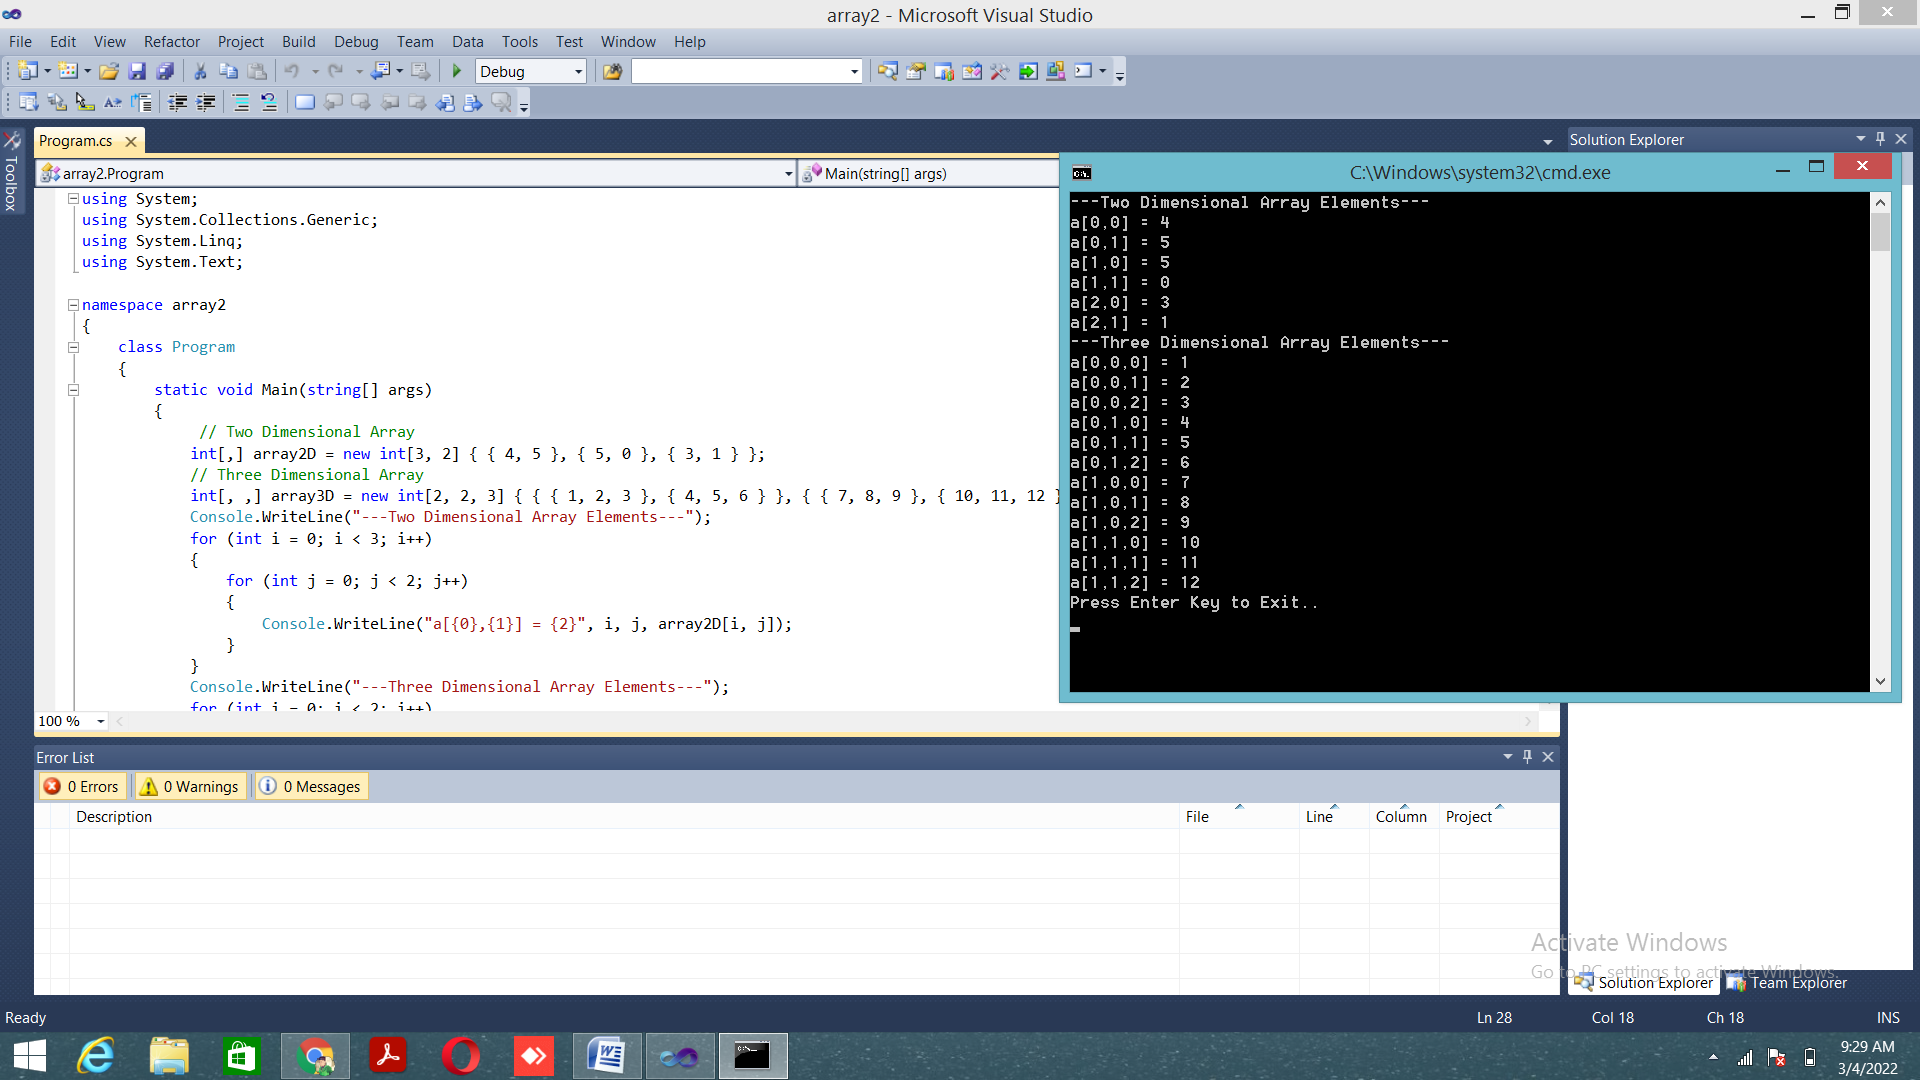 array2 - Microsoft Visual Studio
File Edit View Refactor Project Build Debug Team Data Tools Test Window Help
Debug
Toolbox
Program.cs
array2.Program
Main(string[] args)
using System;
using System.Collections.Generic;
using System.Linq;
using System.Text;
namespace array2
{
class Program
{
static void Main(string[] args)
{
// Two Dimensional Array
int[,] array2D = new int[3, 2] { { 4, 5 }, { 5, 0 }, { 3, 1 } };
// Three Dimensional Array
int[, ,] array3D = new int[2, 2, 3] { { { 1, 2, 3 }, { 4, 5, 6 } }, { { 7, 8, 9 }, { 10, 11, 12 }
Console.WriteLine("---Two Dimensional Array Elements---");
for (int i = 0; i < 3; i++)
{
for (int j = 0; j < 2; j++)
{
Console.WriteLine("a[{0},{1}] = {2}", i, j, array2D[i, j]);
}
}
Console.WriteLine("---Three Dimensional Array Elements---");
for (int i = 0; i < 2; i++)
100 %
Solution Explorer
C:\Windows\system32\cmd.exe
---Two Dimensional Array Elements---
a[0,0] = 4
a[0,1] = 5
a[1,0] = 5
a[1,1] = 0
a[2,0] = 3
a[2,1] = 1
---Three Dimensional Array Elements---
a[0,0,0] = 1
a[0,0,1] = 2
a[0,0,2] = 3
a[0,1,0] = 4
a[0,1,1] = 5
a[0,1,2] = 6
a[1,0,0] = 7
a[1,0,1] = 8
a[1,0,2] = 9
a[1,1,0] = 10
a[1,1,1] = 11
a[1,1,2] = 12
Press Enter Key to Exit..
Error List
0 Errors 0 Warnings 0 Messages
Description File Line Column Project
Activate Windows
Go to PC settings to activate Windows.
Solution Explorer Team Explorer
Ready Ln 28 Col 18 Ch 18 INS
9:29 AM
3/4/2022